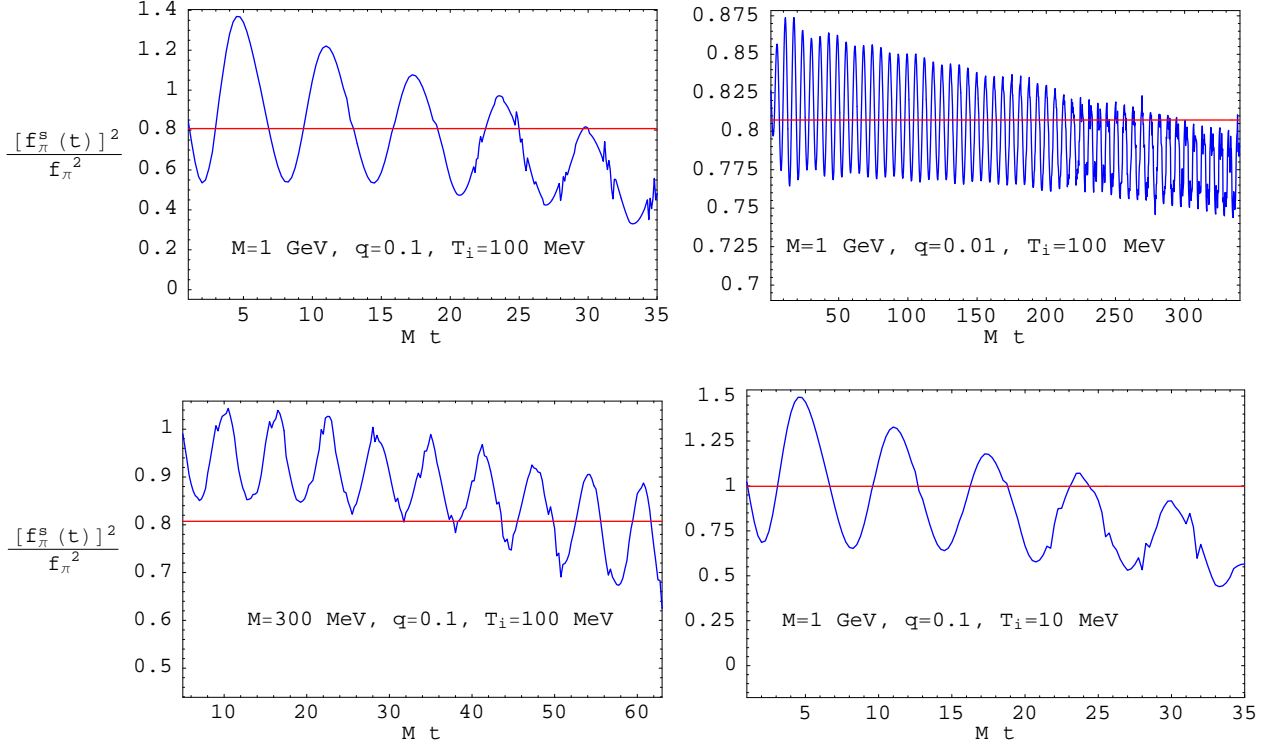 1.4
1.2
1
0.8
0.6
0.4
0.2
0
[f_π^s (t)]^2
f_π^2
M=1 GeV, q=0.1, T_i=100 MeV
5 10 15 20 25 30 35
M t
0.875
0.85
0.825
0.8
0.775
0.75
0.725
0.7
M=1 GeV, q=0.01, T_i=100 MeV
50 100 150 200 250 300
M t
1
0.9
0.8
0.7
0.6
0.5
[f_π^s (t)]^2
f_π^2
M=300 MeV, q=0.1, T_i=100 MeV
10 20 30 40 50 60
M t
1.5
1.25
1
0.75
0.5
0.25
0
M=1 GeV, q=0.1, T_i=10 MeV
5 10 15 20 25 30 35
M t